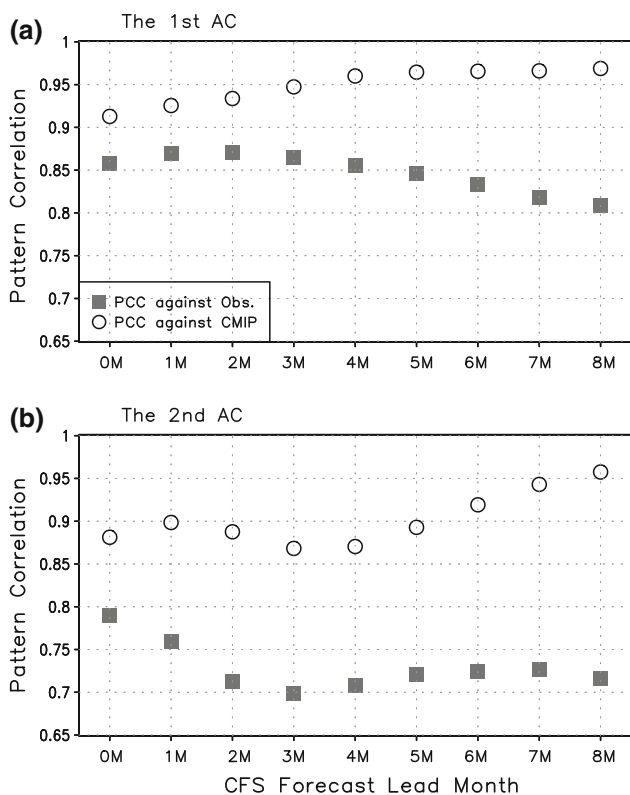 (a) The 1st AC
1
0.95
0.9
0.85
0.8
0.75
0.7
0.65
Pattern Correlation
PCC against Obs.
PCC against CMIP
0M 1M 2M 3M 4M 5M 6M 7M 8M
(b) The 2nd AC
1
0.95
0.9
0.85
0.8
0.75
0.7
0.65
Pattern Correlation
0M 1M 2M 3M 4M 5M 6M 7M 8M
CFS Forecast Lead Month